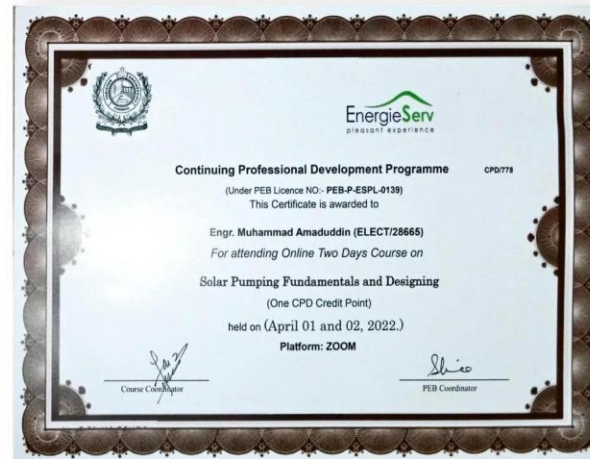 EnergieServ
pleasant experience
Continuing Professional Development Programme
CPD/778
(Under PEB Licence NO:- PEB-P-ESPL-0139)
This Certificate is awarded to
Engr. Muhammad Amaduddin (ELECT/28665)
For attending Online Two Days Course on
Solar Pumping Fundamentals and Designing
(One CPD Credit Point)
held on (April 01 and 02, 2022.)
Platform: ZOOM
Course Coordinator
PEB Coordinator